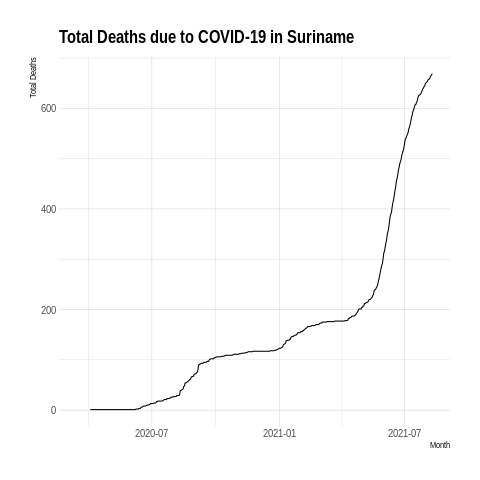 Total Deaths due to COVID-19 in Suriname
Total Deaths
600
400
200
0
2020-07
2021-01
2021-07
Month